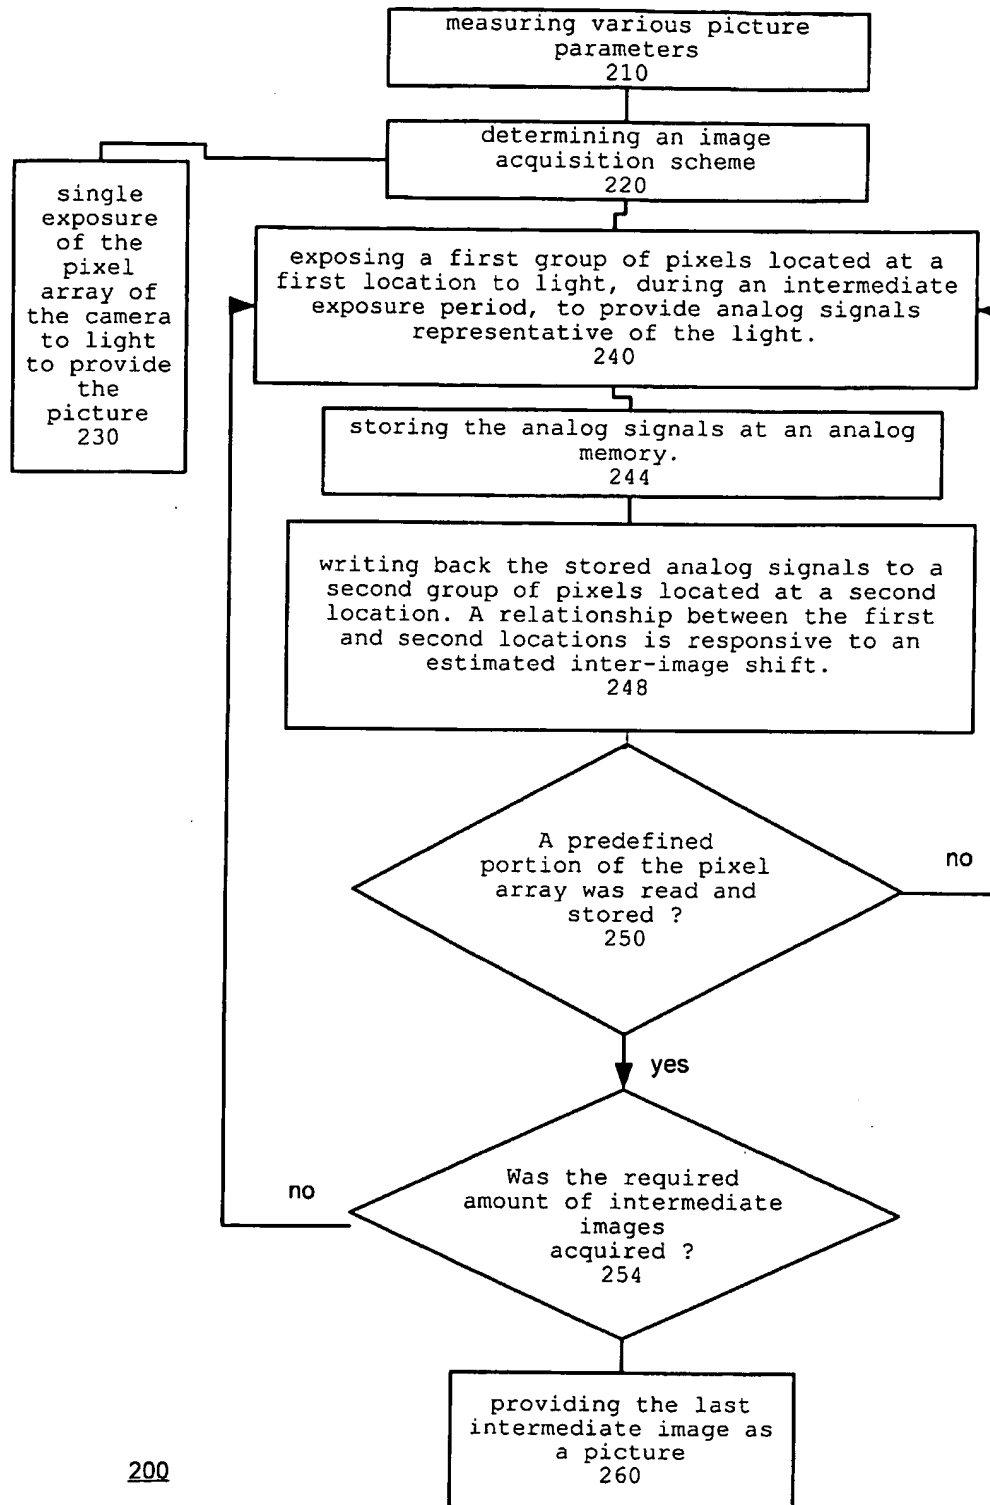 measuring various picture
parameters
210
determining an image
acquisition scheme
220
single
exposure
of the
pixel
array of
the camera
to light
to provide
the
picture
230
exposing a first group of pixels located at a
first location to light, during an intermediate
exposure period, to provide analog signals
representative of the light.
240
storing the analog signals at an analog
memory.
244
writing back the stored analog signals to a
second group of pixels located at a second
location. A relationship between the first
and second locations is responsive to an
estimated inter-image shift.
248
A predefined
portion of the pixel
array was read and
stored ?
250
no
yes
Was the required
amount of intermediate
images
acquired ?
254
no
providing the last
intermediate image as
a picture
260
200